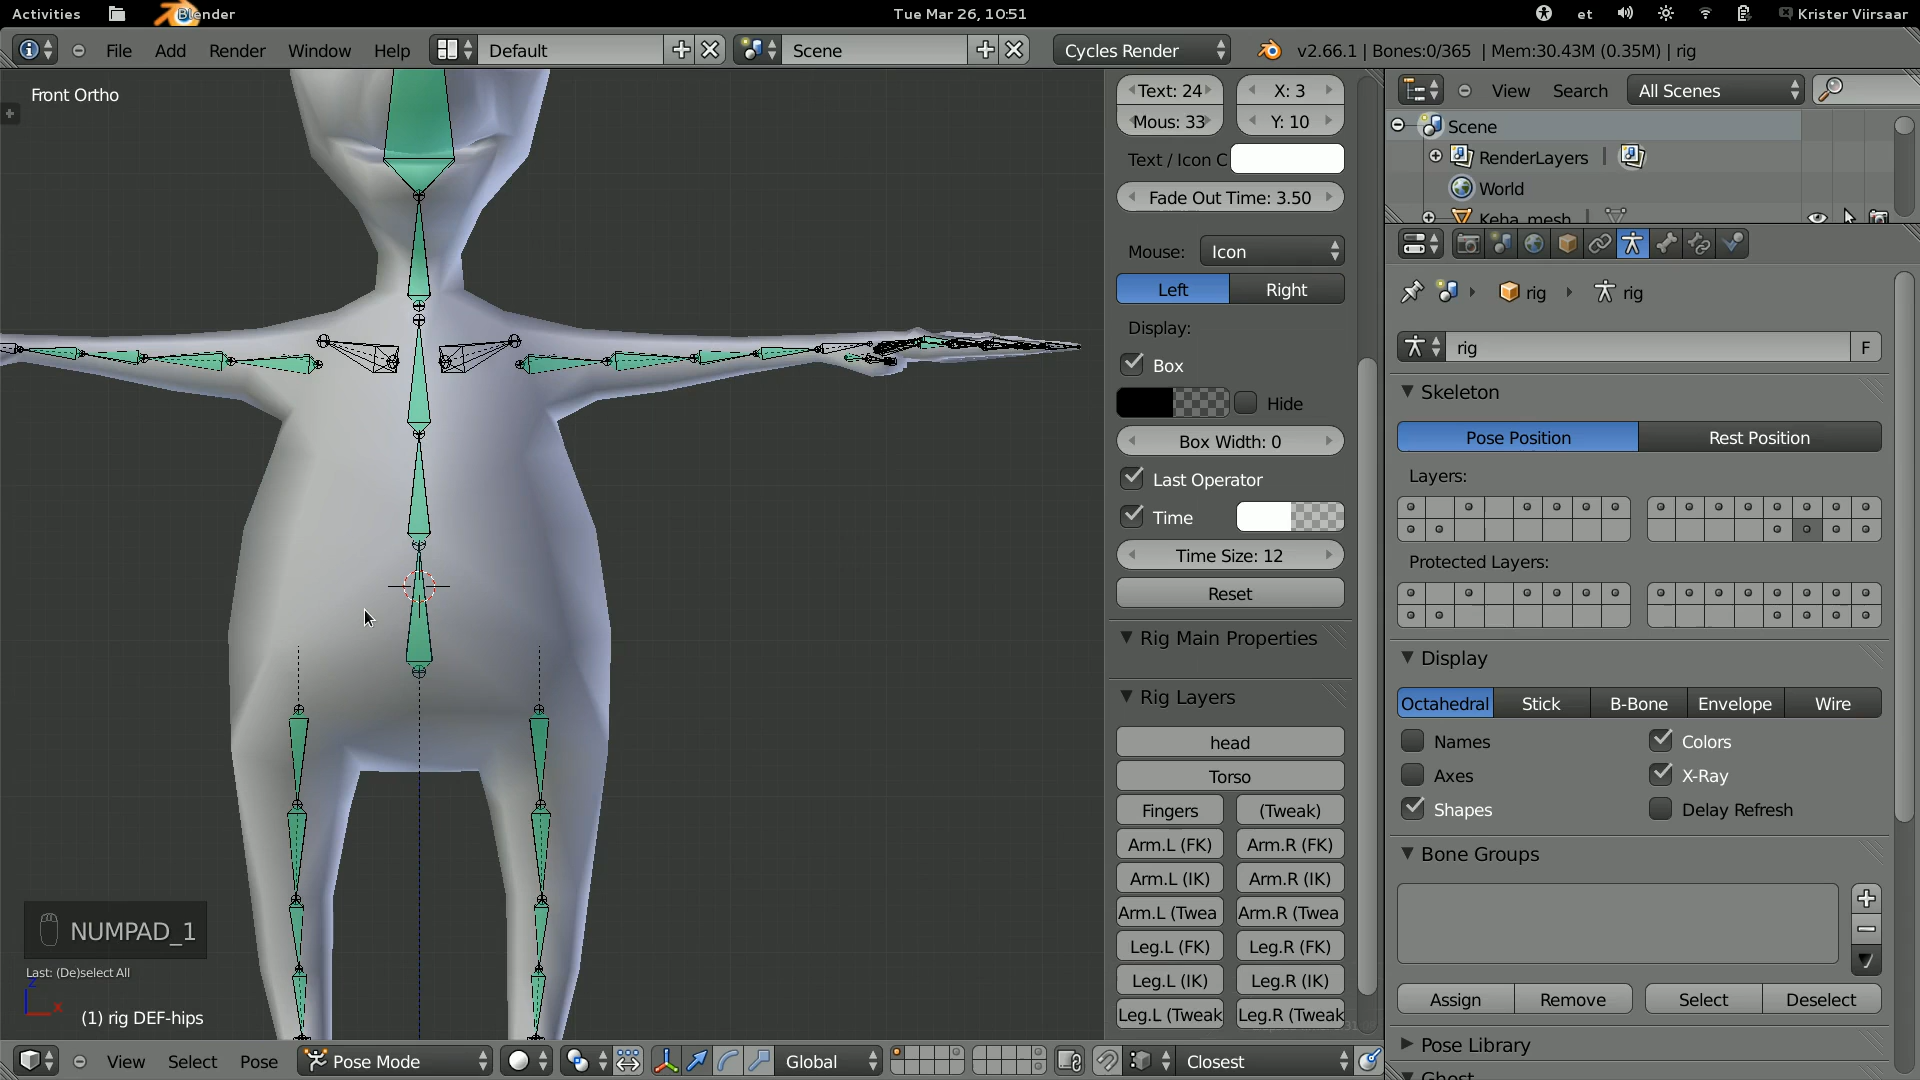 Activities Blender Tue Mar 26, 10:51 et Krister Viirsaar
File Add Render Window Help Default Scene Cycles Render v2.66.1 | Bones:0/365 | Mem:30.43M (0.35M) | rig
Front Ortho
Text: 24 X: 3
Mous: 33 Y: 10
Text / Icon C
Fade Out Time: 3.50
Mouse: Icon
Left Right
Display:
Box
Hide
Box Width: 0
Last Operator
Time
Time Size: 12
Reset
Rig Main Properties
Rig Layers
head
Torso
Fingers (Tweak)
Arm.L (FK) Arm.R (FK)
Arm.L (IK) Arm.R (IK)
Arm.L (Twea Arm.R (Twea
Leg.L (FK) Leg.R (FK)
Leg.L (IK) Leg.R (IK)
Leg.L (Tweak Leg.R (Tweak
View Search All Scenes
Scene
RenderLayers
World
Keha_mesh
rig rig
rig F
Skeleton
Pose Position Rest Position
Layers:
Protected Layers:
Display
Octahedral Stick B-Bone Envelope Wire
Names Colors
Axes X-Ray
Shapes Delay Refresh
Bone Groups
Assign Remove Select Deselect
Pose Library
Ghost
NUMPAD_1
Last: (De)select All
z
x
(1) rig DEF-hips
View Select Pose Pose Mode Global Closest